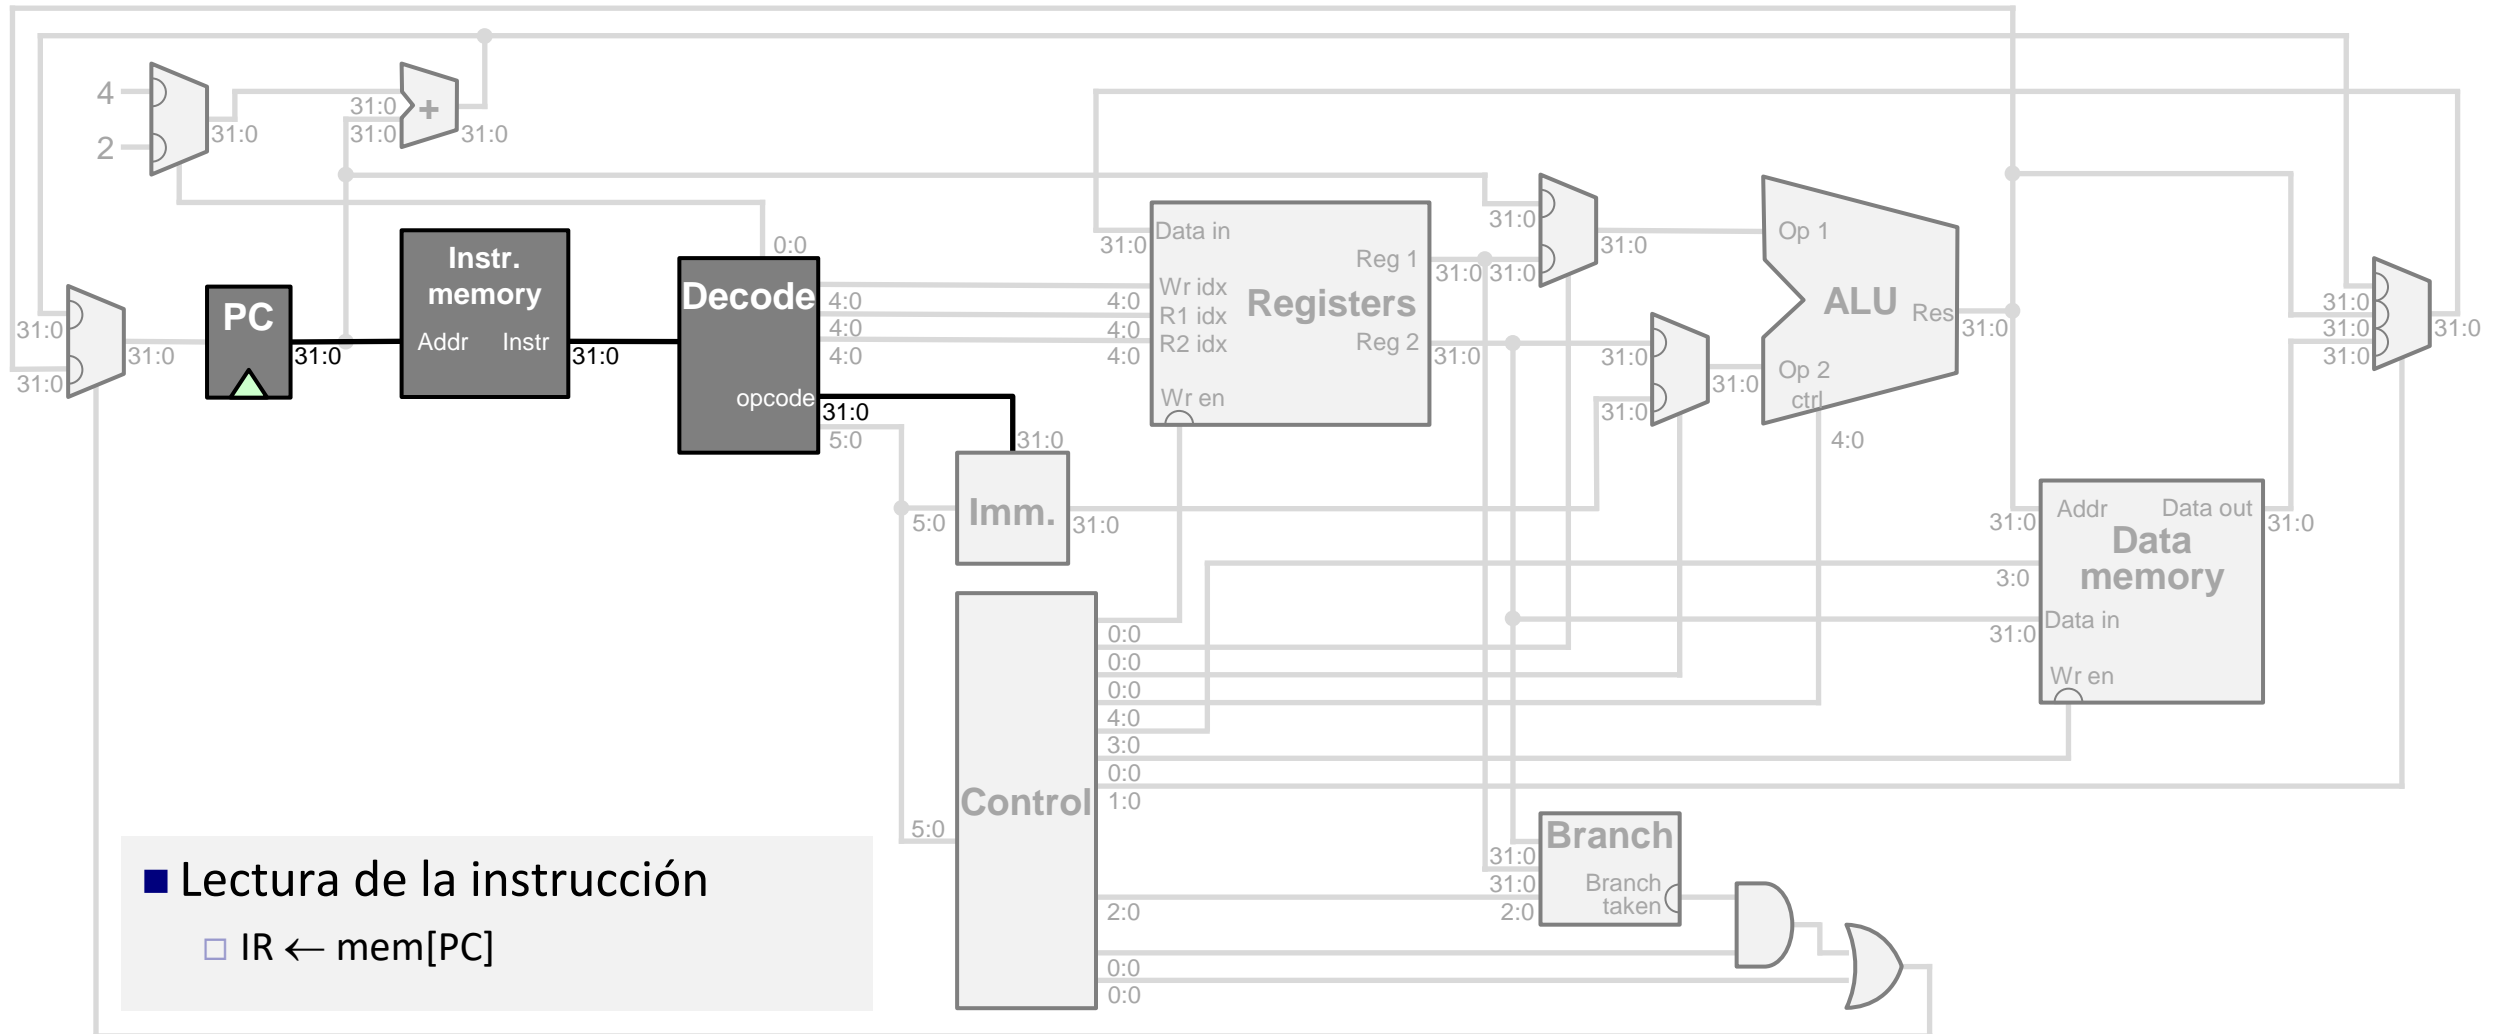 4
31:0
+
31:0
31:0
31:0
31:0
2
0:0
31:0
Data in
31:0
31:0
Op 1
Instr.
memory
Reg 1
31:0
31:0
Decode
4:0
4:0
Wr idx
Registers
ALU
Res
31:0
31:0
31:0
31:0
31:0
PC
31:0
31:0
Addr
Instr
31:0
4:0
4:0
R1 idx
4:0
4:0
R2 idx
Reg 2
31:0
31:0
31:0
Op 2
ctrl
31:0
31:0
opcode
31:0
Wr en
31:0
5:0
31:0
4:0
Imm.
5:0
31:0
Addr
Data out
31:0
31:0
Data
memory
3:0
Data in
31:0
Wr en
0:0
0:0
0:0
4:0
3:0
0:0
1:0
Control
5:0
Branch
31:0
31:0
Branch
taken
2:0
2:0
0:0
0:0
Lectura de la instrucción
IR ← mem[PC]